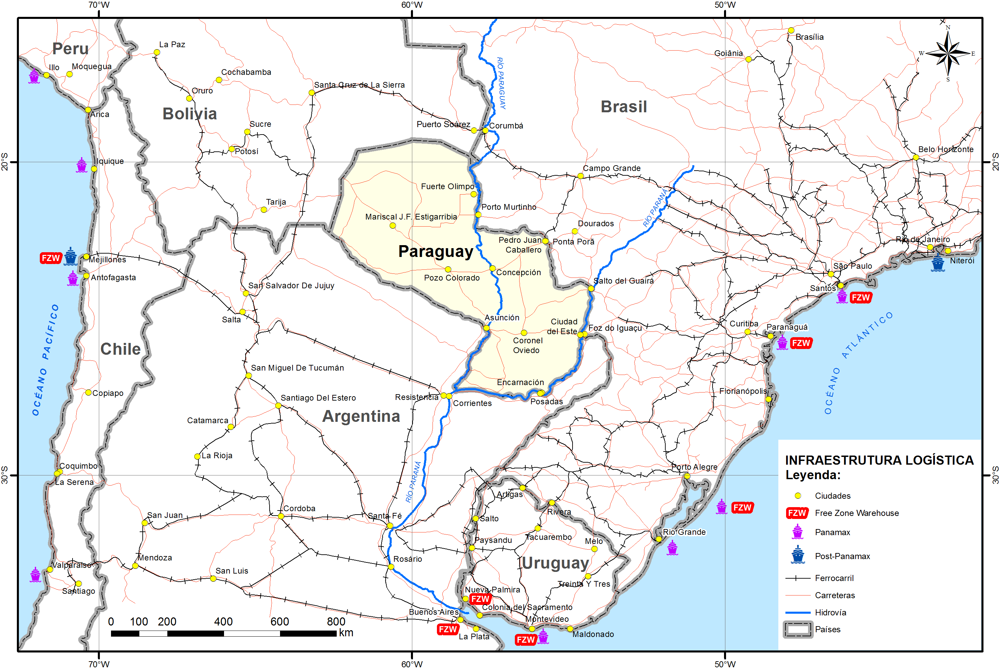 70°W
60°W
50°W
Peru
La Paz
Brasília
N
Goiânia
W
E
S
Illo
Moquegua
Cochabamba
Oruro
Santa Cruz de La Sierra
RÍO PARAGUAY
Bolivia
Brasil
Arica
Puerto Soárez
Corumbá
Sucre
Potosí
Belo Horizonte
20°S
20°S
Iquique
Campo Grande
Fuerte Olimpo
Tarija
Porto Murtinho
RÍO PARANÁ
Mariscal J.F. Estigarribia
Dourados
Pedro Juan
Caballero
Ponta Porã
Rio de Janeiro
Paraguay
FZW
Mejillones
Niterói
Antofagasta
Pozo Colorado
Concepción
São Paulo
Salto del Guairá
San Salvador De Jujuy
Santos
FZW
Salta
Asunción
Ciudad
del Este
Foz do Iguaçu
Curitiba
Paranaguá
FZW
OCÉANO PACÍFICO
OCÉANO ATLÁNTICO
Coronel
Oviedo
Chile
San Miguel De Tucumán
Encarnación
Copiapo
Santiago Del Estero
Resistencia
Corrientes
Posadas
Florianópolis
Argentina
Catamarca
La Rioja
RÍO PARANÁ
Coquimbo
La Serena
Porto Alegre
30°S
30°S
INFRAESTRUTURA LOGÍSTICA
Leyenda:
Ciudades
FZW
Free Zone Warehouse
Panamax
Post-Panamax
Ferrocarril
Carreteras
Hidrovía
Países
Artigas
Rivera
FZW
San Juan
Cordoba
Santa Fé
Salto
Tacuarembo
Rio Grande
Paysandu
Melo
Mendoza
Valparaiso
Rosário
Uruguay
San Luis
Santiago
Treinta Y Tres
Nueva Palmira
FZW
Colonia del Sacramento
Buenos Aires
Montevideo
FZW
La Plata
FZW
Maldonado
0
100
200
400
600
800
km
70°W
60°W
50°W